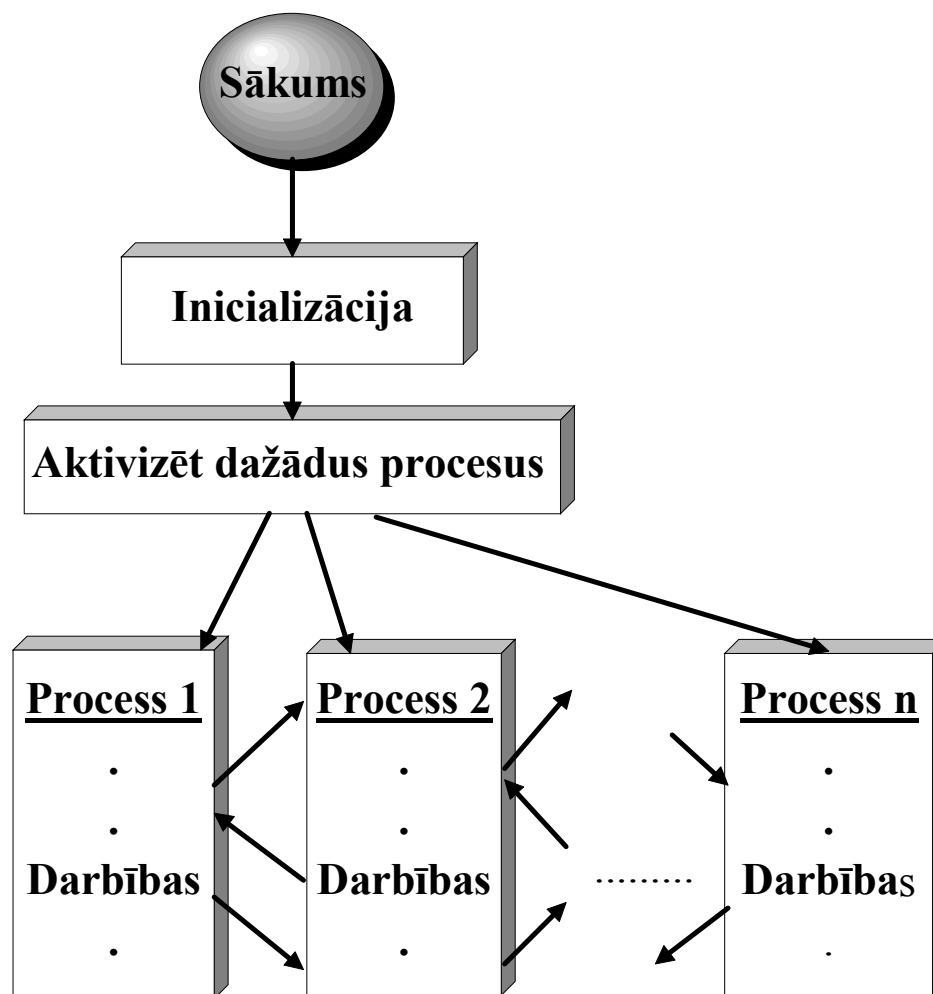 Sākums
Inicializācija
Aktivizēt dažādus procesus
Process 1 Process 2 Process n
. . .
. . .
Darbības Darbības ......... Darbības
. . .